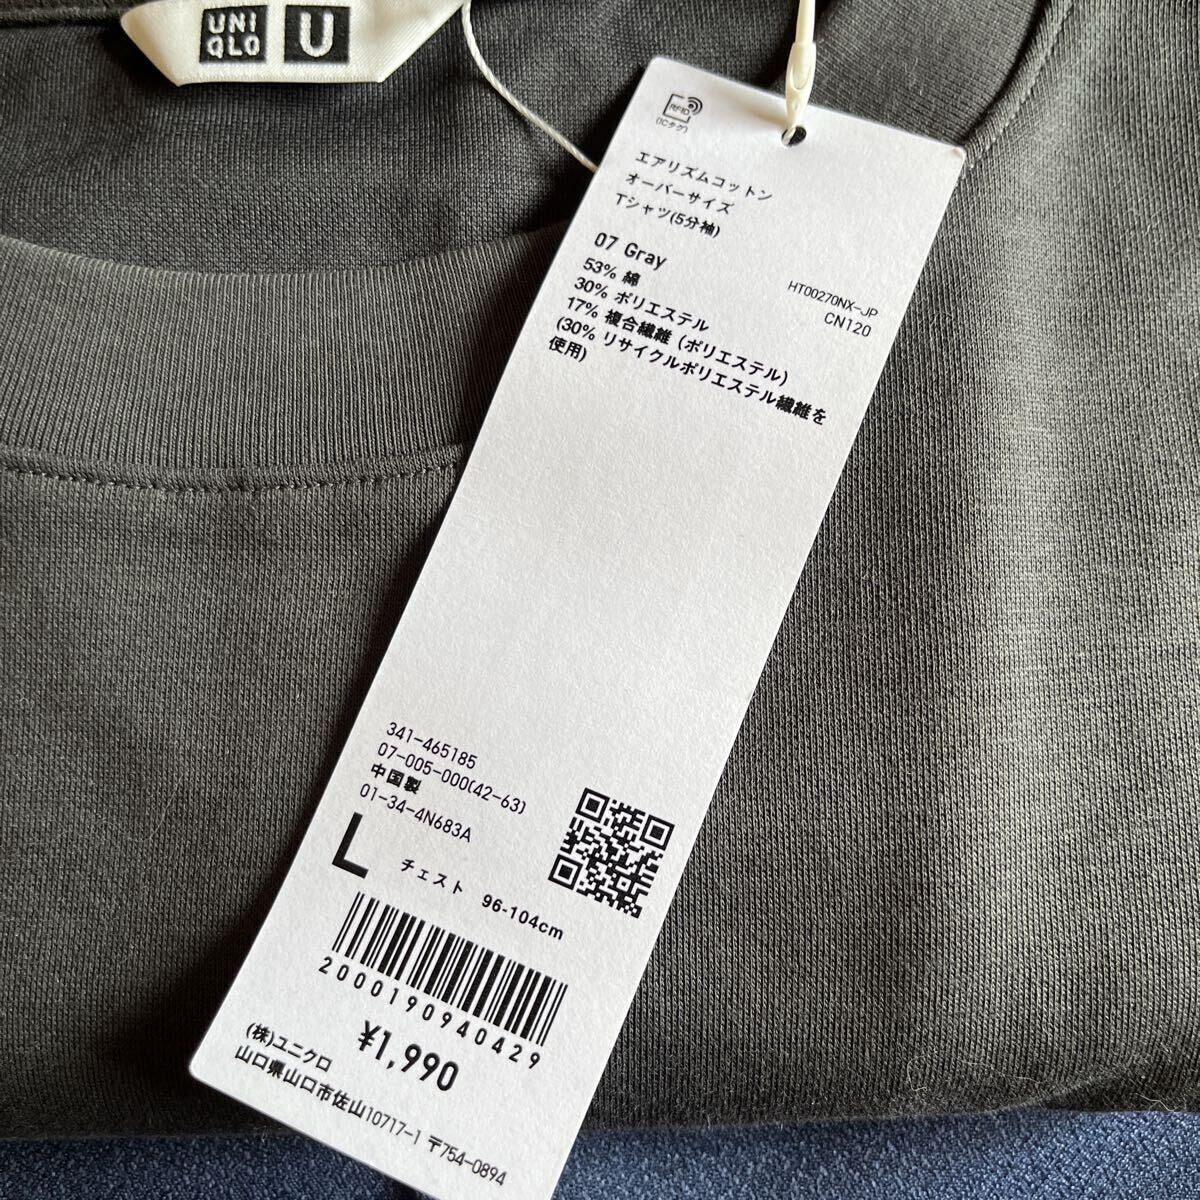 UNI
QLO
U
RFID
(ICタグ)
エアリズムコットン
オーバーサイズ
Tシャツ(5分袖)
07 Gray
53% 綿
30% ポリエステル
17% 複合繊維 (ポリエステル)
(30% リサイクルポリエステル繊維を
使用)
HT00270NX-JP
CN120
341-465185
07-005-000(42-63)
中国製
01-34-4N683A
L チェスト 96-104cm
2000190940429
¥1,990
(株)ユニクロ
山口県山口市佐山10717-1 〒754-0894